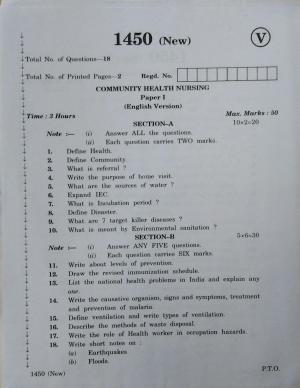 1450 (New)
V
Total No. of Questions—18
Total No. of Printed Pages—2 Regd. No.
COMMUNITY HEALTH NURSING
Paper I
(English Version)
Time : 3 Hours Max. Marks : 50
SECTION–A 10×2=20
Note :— (i) Answer ALL the questions.
(ii) Each question carries TWO marks.
1. Define Health.
2. Define Community.
3. What is referral ?
4. Write the purpose of home visit.
5. What are the sources of water ?
6. Expand IEC.
7. What is Incubation period ?
8. Define Disaster.
9. What are 7 target killer diseases ?
10. What is meant by Environmental sanitation ?
SECTION–B 5×6=30
Note :— (i) Answer ANY FIVE questions.
(ii) Each question carries SIX marks.
11. Write about levels of prevention.
12. Draw the revised immunization schedule.
13. List the national health problems in India and explain any
one.
14. Write the causative organism, signs and symptoms, treatment
and prevention of malaria.
15. Define ventilation and write types of ventilation.
16. Describe the methods of waste disposal.
17. Write the role of Health worker in occupation hazards.
18. Write short notes on :
(a) Earthquakes
(b) Floods.
1450 (New) P.T.O.